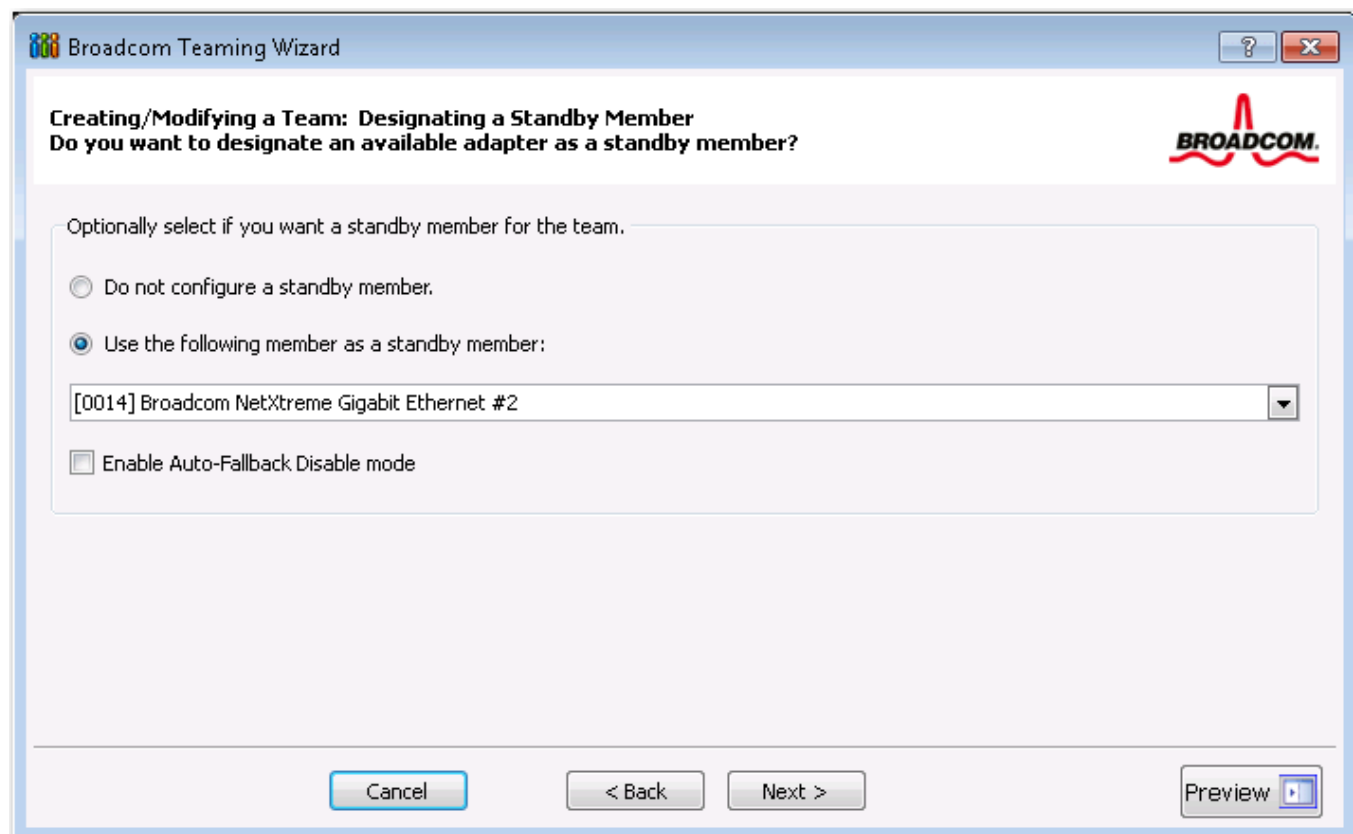 Broadcom Teaming Wizard
?
Creating/Modifying a Team: Designating a Standby Member
Do you want to designate an available adapter as a standby member?
BROADCOM.
Optionally select if you want a standby member for the team.
Do not configure a standby member.
Use the following member as a standby member:
[0014] Broadcom NetXtreme Gigabit Ethernet #2
Enable Auto-Fallback Disable mode
Cancel
< Back
Next >
Preview